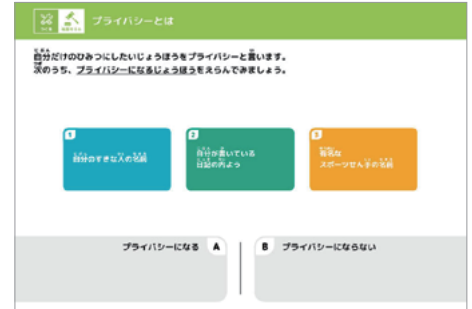 プライバシーとは
自分だけのひみつにしたいじょうほうをプライバシーと言います。
次のうち、プライバシーになるじょうほうをえらんでみましょう。
1
自分のすきな人の名前
2
自分が書いている
日記の内よう
3
有名な
スポーツせん手の名前
プライバシーになる A
B プライバシーにならない